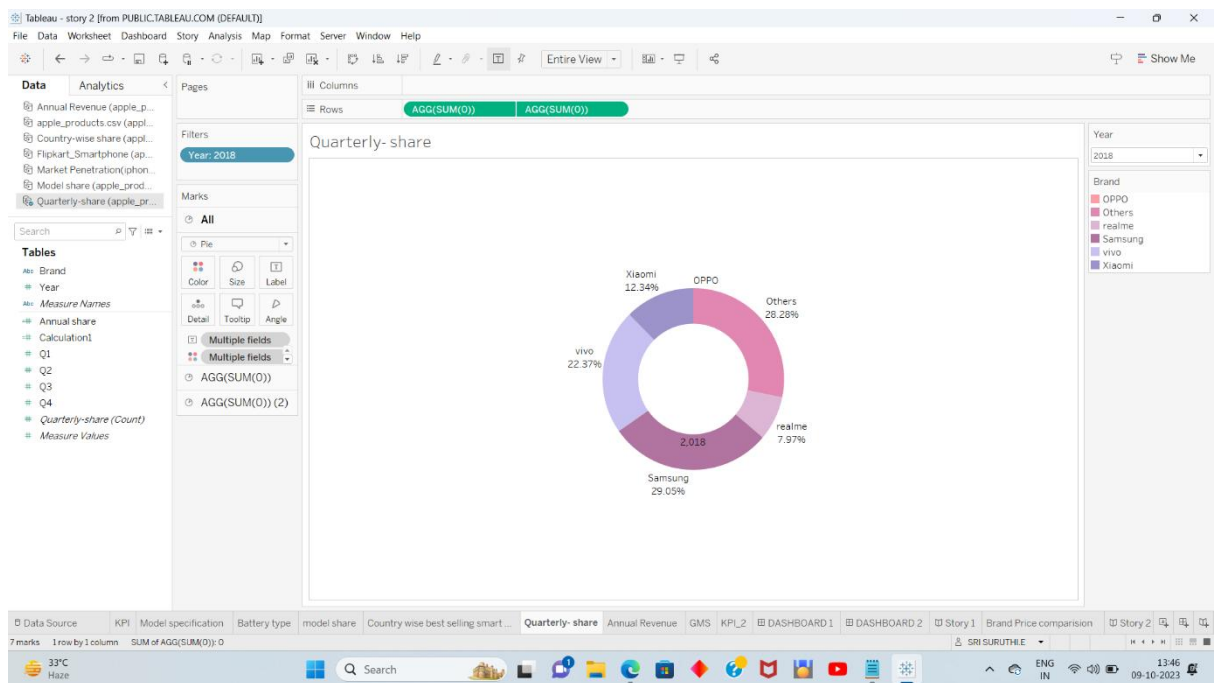 Tableau - story 2 [from PUBLIC.TABLEAU.COM (DEFAULT)]
File Data Worksheet Dashboard Story Analysis Map Format Server Window Help
Entire View
Show Me
Data Analytics
Annual Revenue (apple_p...
apple_products.csv (appl...
Country-wise share (appl...
Flipkart_Smartphone (ap...
Market Penetration(iphon...
Model share (apple_prod...
Quarterly-share (apple_pr...
Search
Tables
Abc Brand
# Year
Abc Measure Names
Annual share
Calculation1
# Q1
# Q2
# Q3
# Q4
# Quarterly-share (Count)
# Measure Values
Pages
Filters
Year: 2018
Marks
All
Pie
Color Size Label
Detail Tooltip Angle
Multiple fields
Multiple fields
AGG(SUM(0))
AGG(SUM(0)) (2)
Columns
Rows AGG(SUM(0)) AGG(SUM(0))
Quarterly- share
Xiaomi
12.34%
OPPO
Others
28.28%
vivo
22.37%
realme
7.97%
2,018
Samsung
29.05%
Year
2018
Brand
OPPO
Others
realme
Samsung
vivo
Xiaomi
Data Source KPI Model specification Battery type model share Country wise best selling smart ... Quarterly- share Annual Revenue GMS KPI_2 DASHBOARD 1 DASHBOARD 2 Story 1 Brand Price comparision Story 2
7 marks 1 row by 1 column SUM of AGG(SUM(0)): 0
SRI SURUTHI.E
33°C
Haze
Search
ENG
IN
13:46
09-10-2023